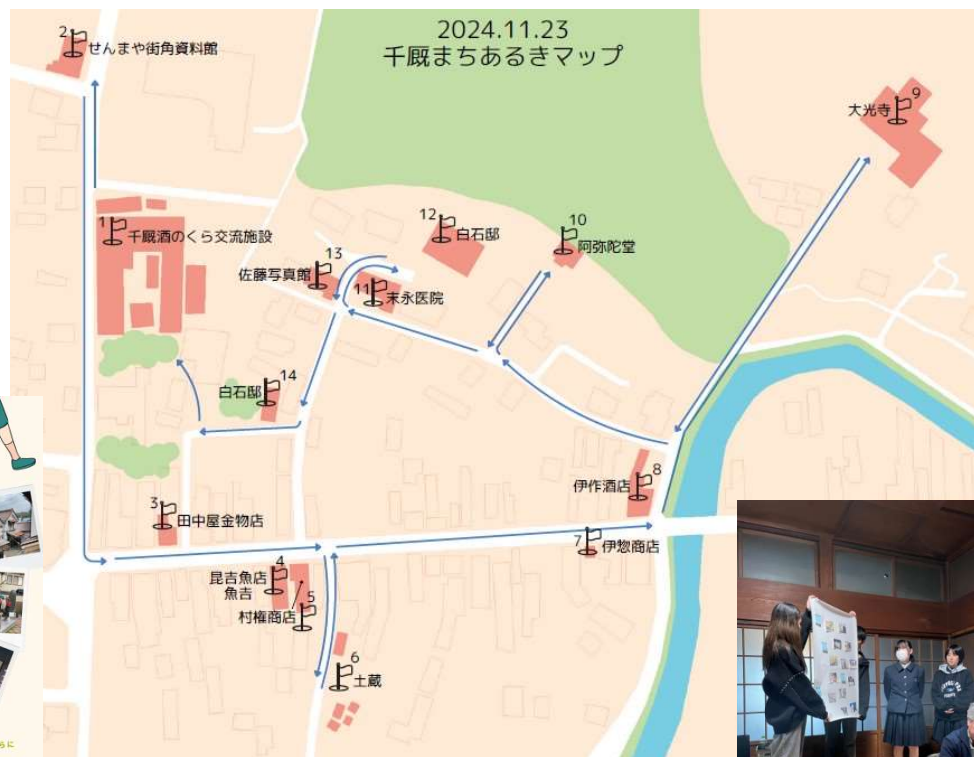 2024.11.23
千厩まちあるきマップ
2
せんまや街角資料館
9
大光寺
1
千厩酒のくら交流施設
12
白石邸
10
阿弥陀堂
13
佐藤写真館
11
末永医院
14
白石邸
8
伊作酒店
3
田中屋金物店
7
伊惣商店
4
昆吉魚店
魚吉
5
村権商店
6
土蔵
らに